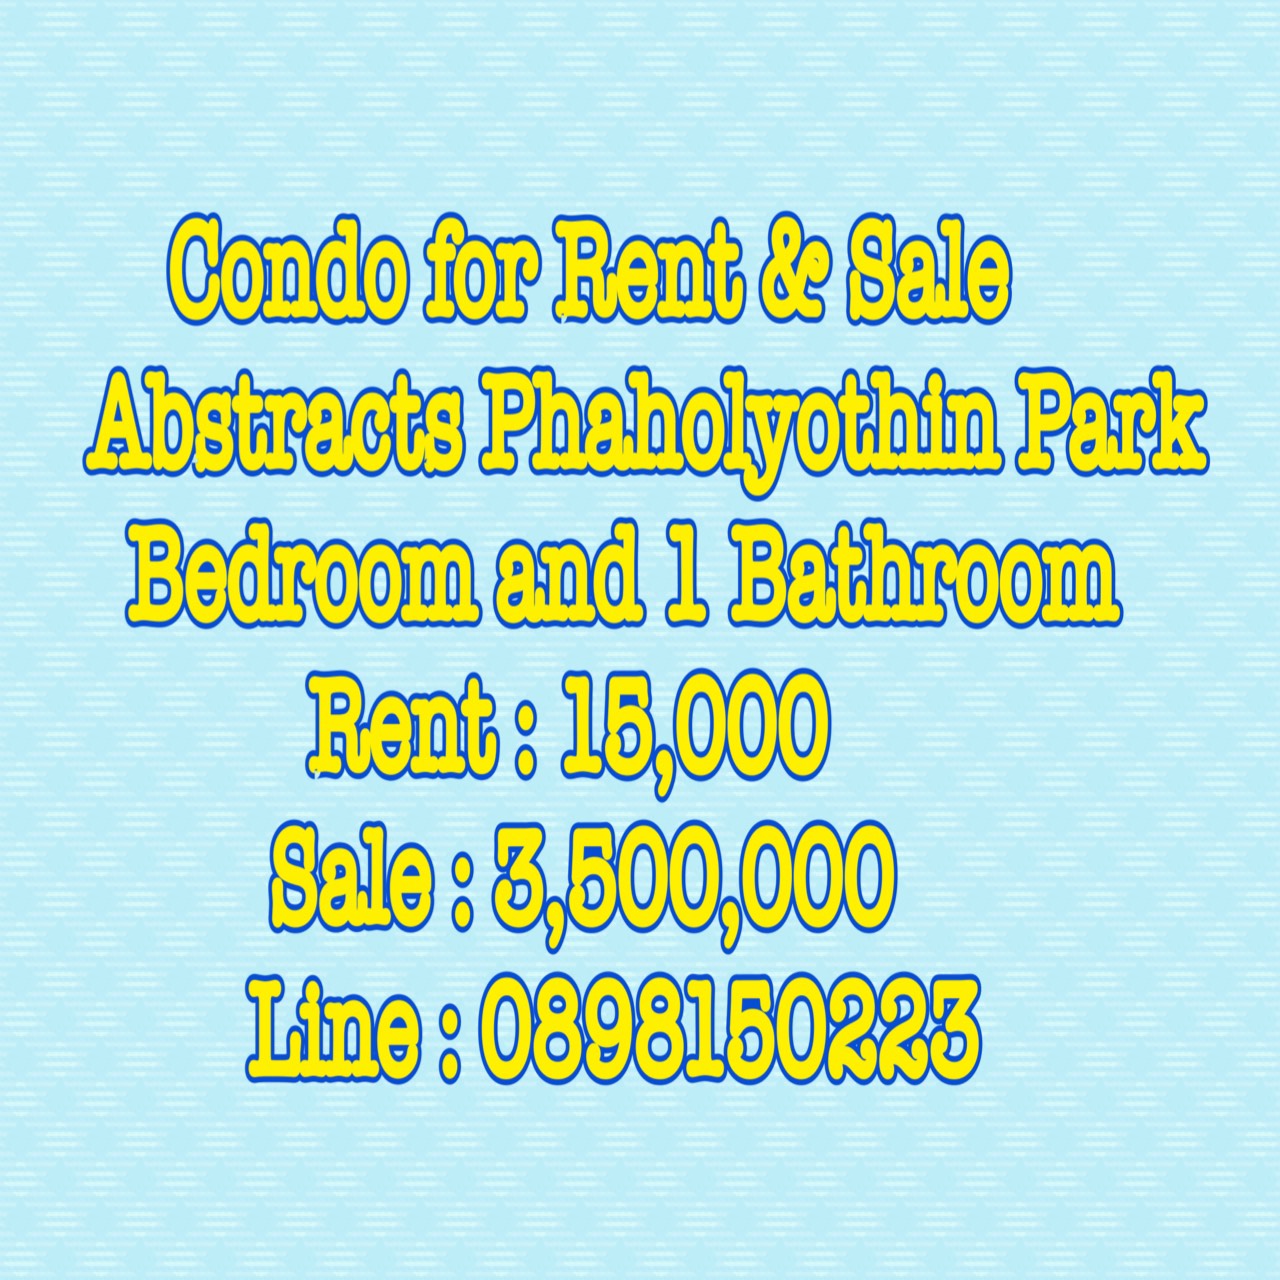 Condo for Rent & Sale
Abstracts Phaholyothin Park
Bedroom and 1 Bathroom
Rent : 15,000
Sale : 3,500,000
Line : 0898150223